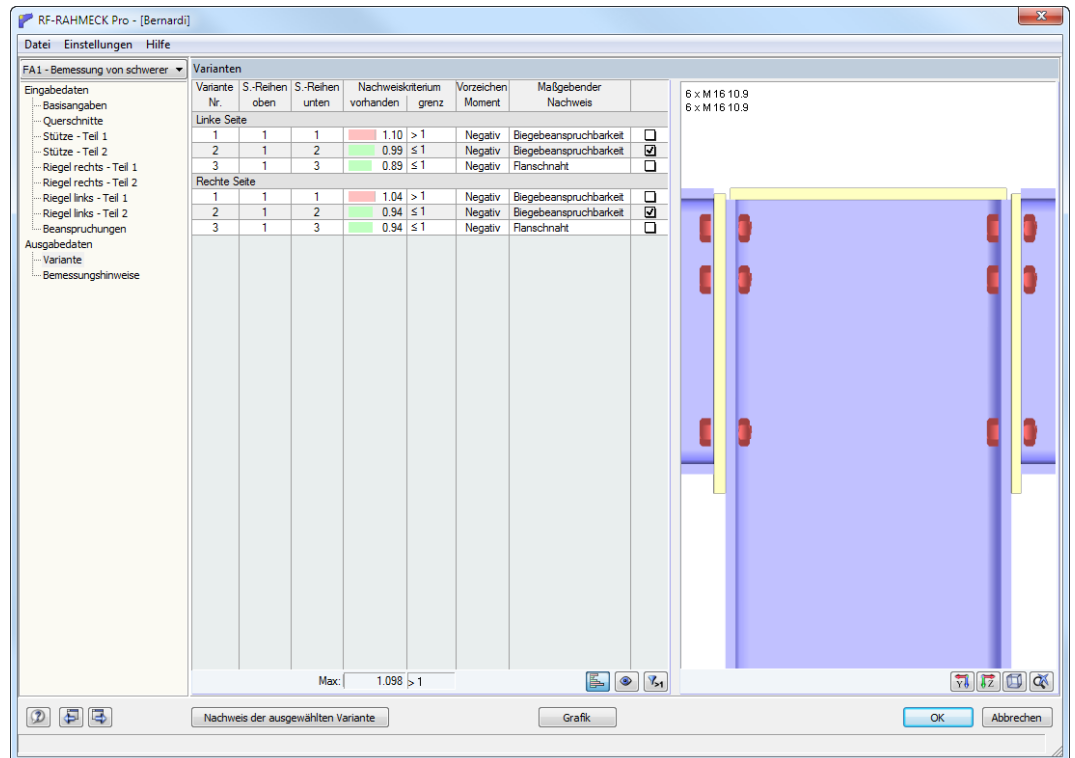 RF-RAHMECK Pro - [Bernardi]
Datei Einstellungen Hilfe
FA1 - Bemessung von schwerer
Eingabedaten
Basisangaben
Querschnitte
Stütze - Teil 1
Stütze - Teil 2
Riegel rechts - Teil 1
Riegel rechts - Teil 2
Riegel links - Teil 1
Riegel links - Teil 2
Beanspruchungen
Ausgabedaten
Variante
Bemessungshinweise
Varianten
Variante S.-Reihen S.-Reihen Nachweiskriterium Vorzeichen Maßgebender
Nr. oben unten vorhanden grenz Moment Nachweis
Linke Seite
1 1 1 1.10 > 1 Negativ Biegebeanspruchbarkeit
2 1 2 0.99 ≤ 1 Negativ Biegebeanspruchbarkeit
3 1 3 0.89 ≤ 1 Negativ Flanschnaht
Rechte Seite
1 1 1 1.04 > 1 Negativ Biegebeanspruchbarkeit
2 1 2 0.94 ≤ 1 Negativ Biegebeanspruchbarkeit
3 1 3 0.94 ≤ 1 Negativ Flanschnaht
Max: 1.098 > 1
>1
6 x M 16 10.9
6 x M 16 10.9
Y Z
Nachweis der ausgewählten Variante Grafik OK Abbrechen